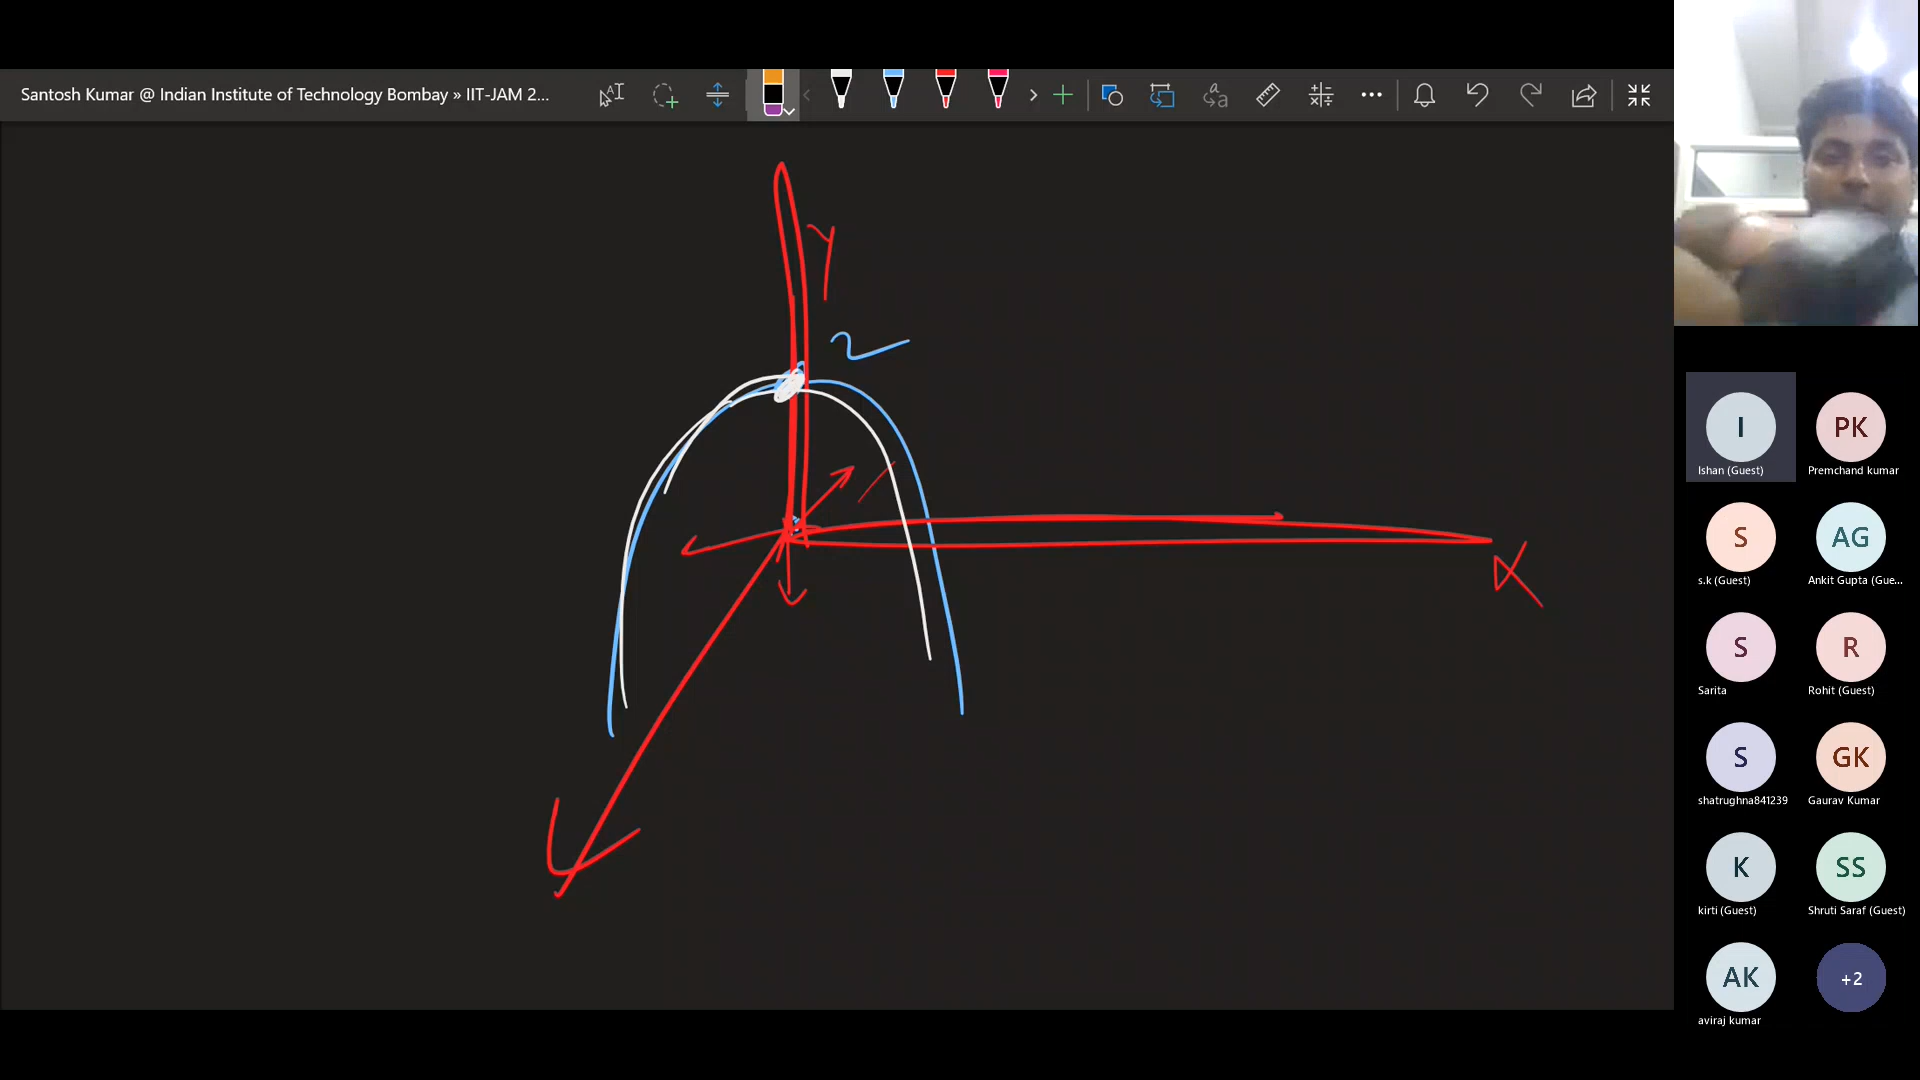 Santosh Kumar @ Indian Institute of Technology Bombay » IIT-JAM 2...
Y
2
X
I
Ishan (Guest)
PK
Premchand kumar
S
s.k (Guest)
AG
Ankit Gupta (Gue...
S
Sarita
R
Rohit (Guest)
S
shatrughna841239
GK
Gaurav Kumar
K
kirti (Guest)
SS
Shruti Saraf (Guest)
AK
aviraj kumar
+2